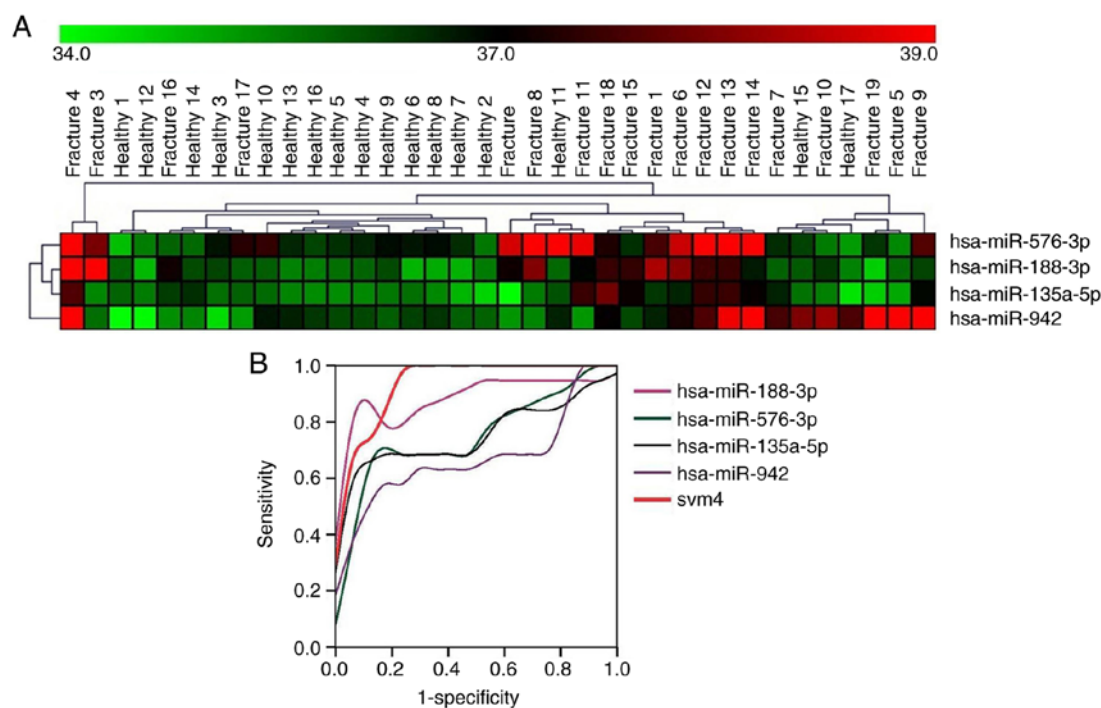 A
34.0 37.0 39.0
Fracture 4
Fracture 3
Healthy 1
Healthy 12
Fracture 16
Healthy 14
Healthy 3
Fracture 17
Healthy 10
Healthy 13
Healthy 16
Healthy 5
Healthy 4
Healthy 9
Healthy 6
Healthy 8
Healthy 7
Healthy 2
Fracture
Fracture 8
Healthy 11
Fracture 11
Fracture 18
Fracture 15
Fracture 1
Fracture 6
Fracture 12
Fracture 13
Fracture 14
Fracture 7
Healthy 15
Fracture 10
Healthy 17
Fracture 19
Fracture 5
Fracture 9
hsa-miR-576-3p
hsa-miR-188-3p
hsa-miR-135a-5p
hsa-miR-942
B
1.0
0.8
0.6
0.4
0.2
0.0
Sensitivity
0.0 0.2 0.4 0.6 0.8 1.0
1-specificity
hsa-miR-188-3p
hsa-miR-576-3p
hsa-miR-135a-5p
hsa-miR-942
svm4